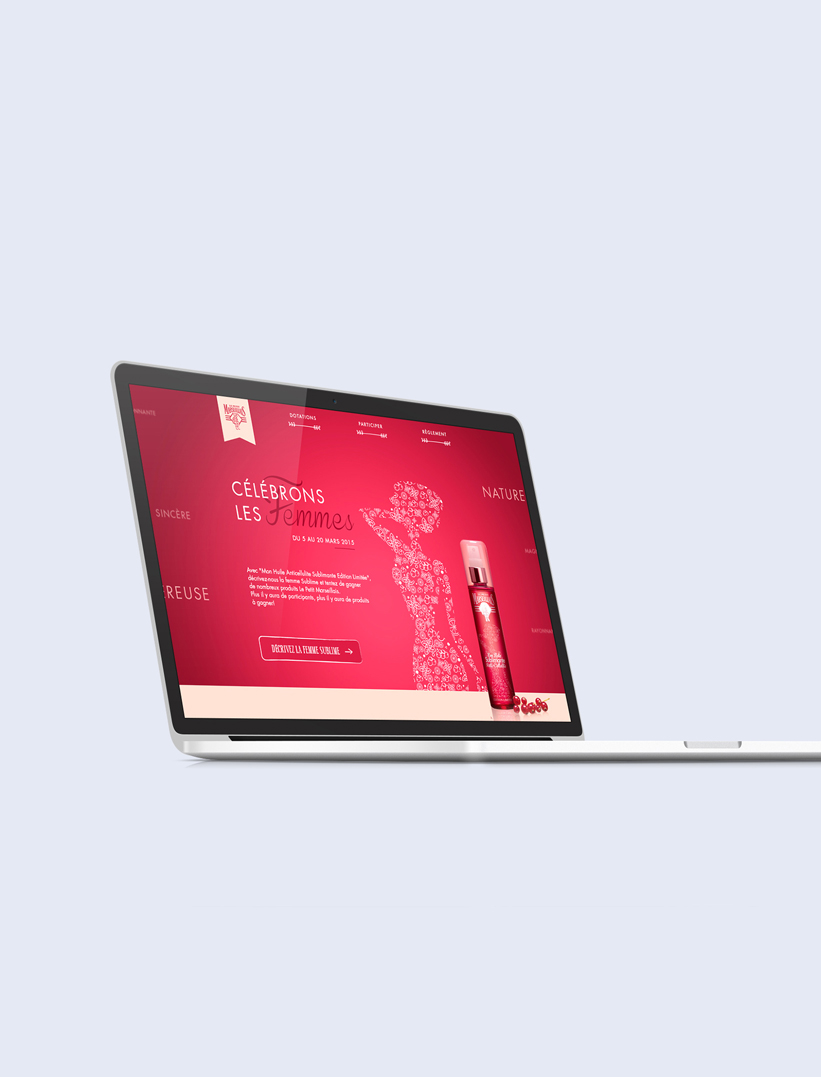 DOTATIONS
PARTICIPER
RÈGLEMENT
CÉLÉBRONS
LES Femmes
DU 5 AU 20 MARS 2015
NATURE
SINCÈRE
REUSE
Avec "Mon Huile Anticellulite Sublimante Edition Limitée",
décrivez-nous la femme Sublime et tentez de gagner
de nombreux produits Le Petit Marseillais.
Plus il y aura de participants, plus il y aura de produits
à gagner!
DÉCRIVEZ LA FEMME SUBLIME